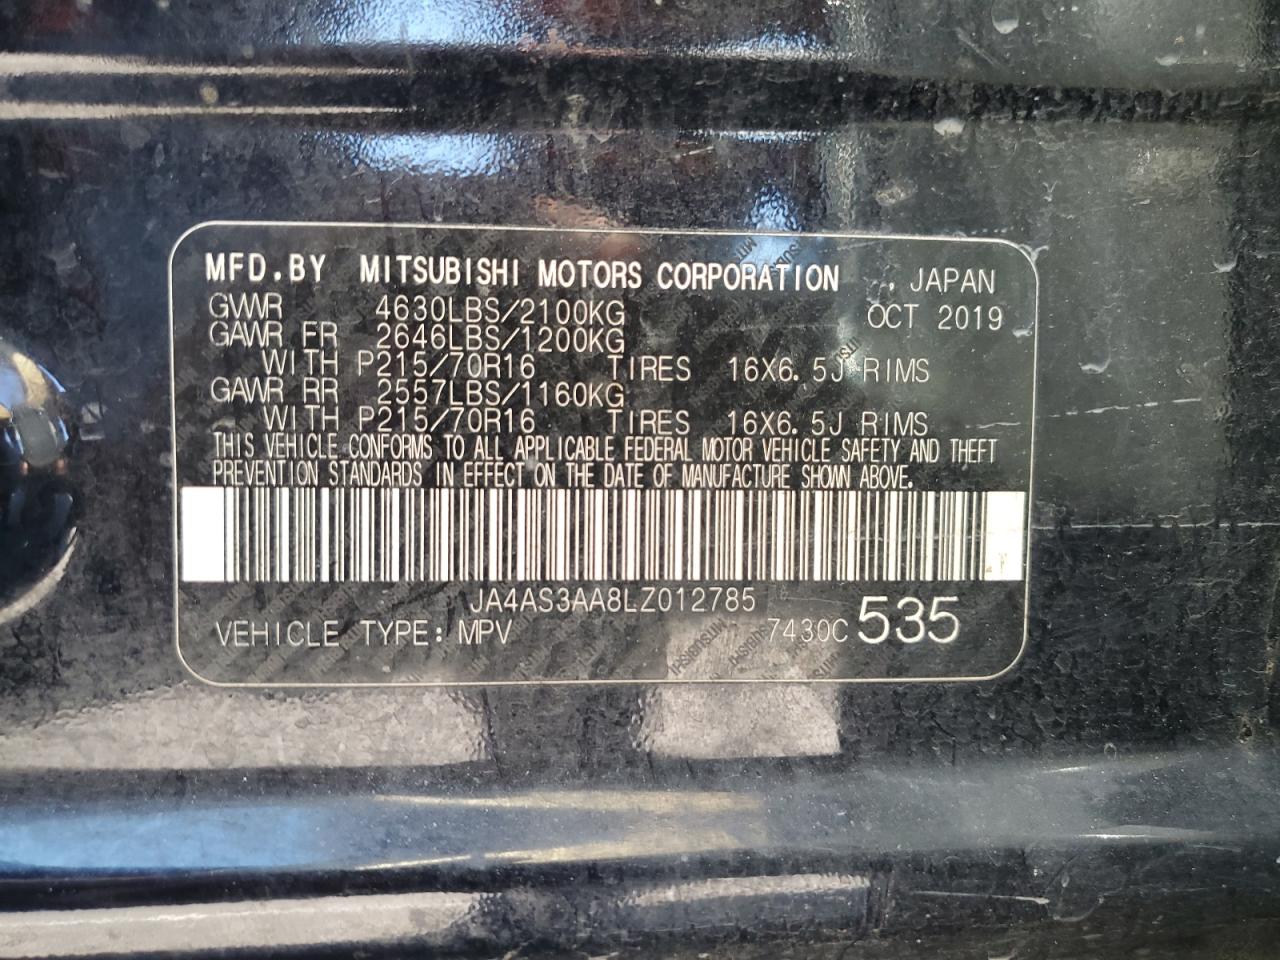 MFD.BY MITSUBISHI MOTORS CORPORATION , JAPAN
GVWR 4630LBS/2100KG OCT 2019
GAWR FR 2646LBS/1200KG
WITH P215/70R16 TIRES 16X6.5J RIMS
GAWR RR 2557LBS/1160KG
WITH P215/70R16 TIRES 16X6.5J RIMS
THIS VEHICLE CONFORMS TO ALL APPLICABLE FEDERAL MOTOR VEHICLE SAFETY AND THEFT
PREVENTION STANDARDS IN EFFECT ON THE DATE OF MANUFACTURE SHOWN ABOVE.
JA4AS3AA8LZ012785
VEHICLE TYPE: MPV 7430C 535